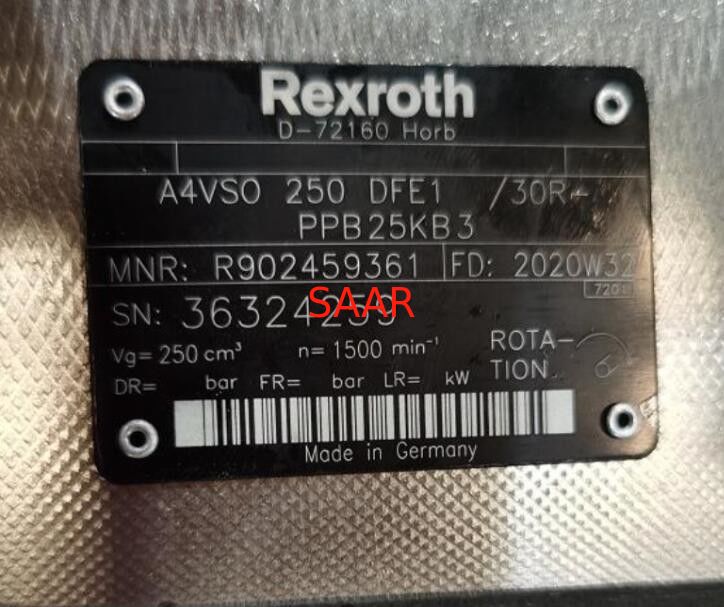 Rexroth
D-72160 Horb
A4VSO 250 DFE1 /30R-
PPB25KB3
MNR: R902459361 FD: 2020W32
SN: 36324259
SAAR
Vg= 250 cm³ n= 1500 min⁻¹ ROTA-
TION
DR= bar FR= bar LR= kW
Made in Germany